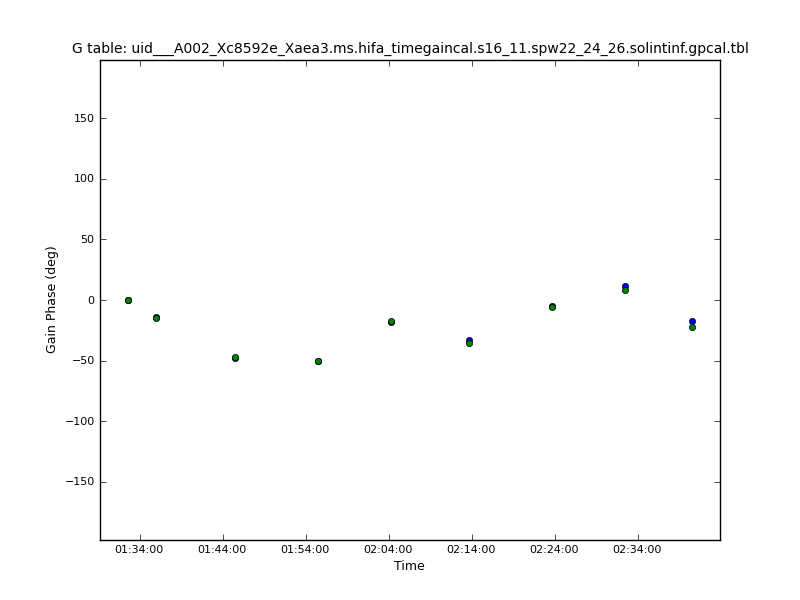 G table: uid___A002_Xc8592e_Xaea3.ms.hifa_timegaincal.s16_11.spw22_24_26.solintinf.gpcal.tbl
150
100
50
0
−50
−100
−150
Gain Phase (deg)
01:34:00 01:44:00 01:54:00 02:04:00 02:14:00 02:24:00 02:34:00
Time